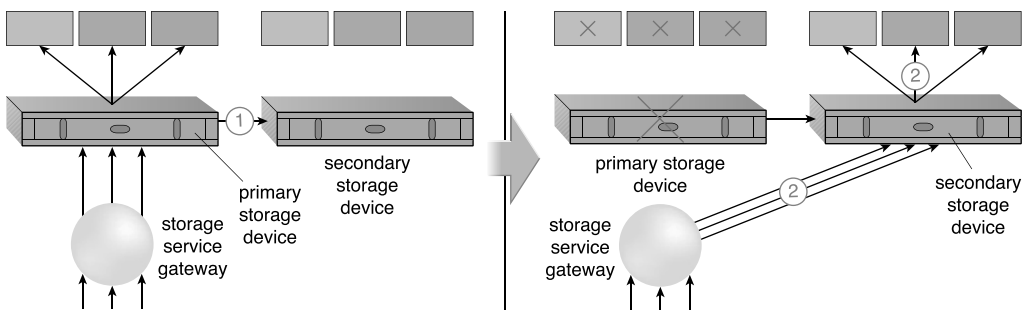 1
secondary
storage
device
primary
storage
device
storage
service
gateway
2
primary storage
device
2
secondary
storage
device
storage
service
gateway